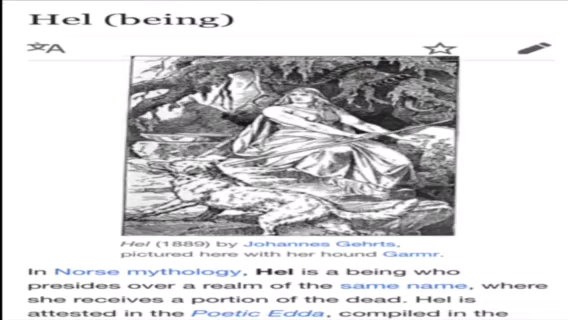 Hel (being)
文A
Hel (1889) by Johannes Gehrts,
pictured here with her hound Garmr.
In Norse mythology, Hel is a being who
presides over a realm of the same name, where
she receives a portion of the dead. Hel is
attested in the Poetic Edda, compiled in the